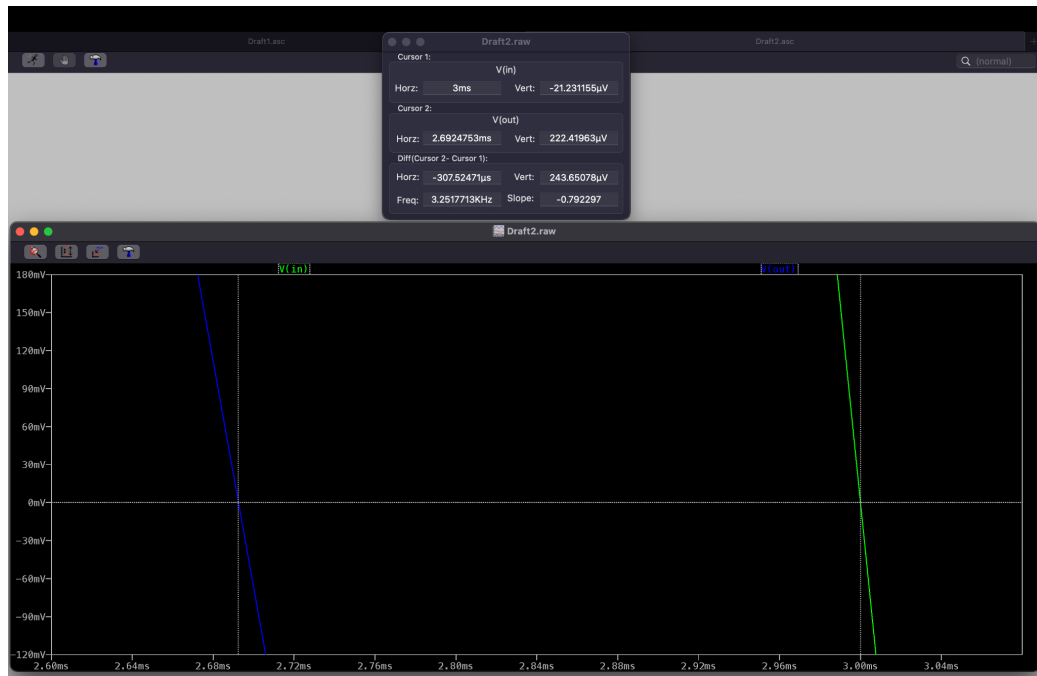 Draft1.asc
Draft2.raw
Draft2.asc
+
(normal)
Cursor 1:
V(in)
Horz: 3ms Vert: -21.231155µV
Cursor 2:
V(out)
Horz: 2.6924753ms Vert: 222.41963µV
Diff(Cursor 2- Cursor 1):
Horz: -307.52471µs Vert: 243.65078µV
Freq: 3.2517713KHz Slope: -0.792297
Draft2.raw
V(in) V(out)
180mV
150mV
120mV
90mV
60mV
30mV
0mV
-30mV
-60mV
-90mV
-120mV
2.60ms 2.64ms 2.68ms 2.72ms 2.76ms 2.80ms 2.84ms 2.88ms 2.92ms 2.96ms 3.00ms 3.04ms